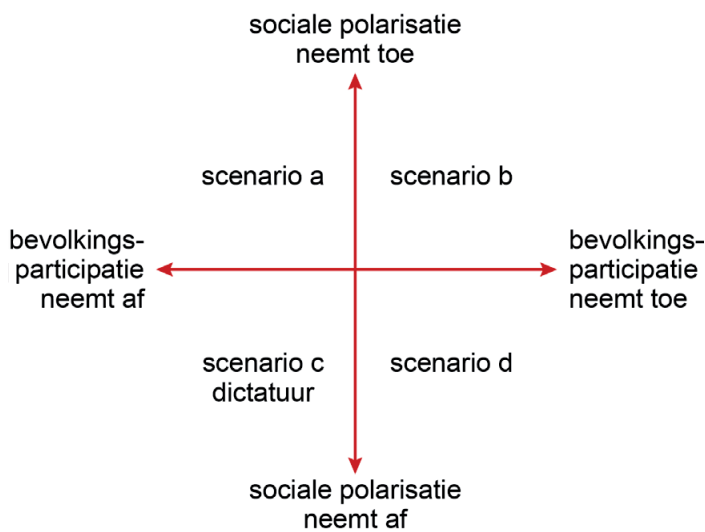 sociale polarisatie
neemt toe
scenario a
scenario b
bevolkings-
participatie
neemt af
bevolkings-
participatie
neemt toe
scenario c
dictatuur
scenario d
sociale polarisatie
neemt af